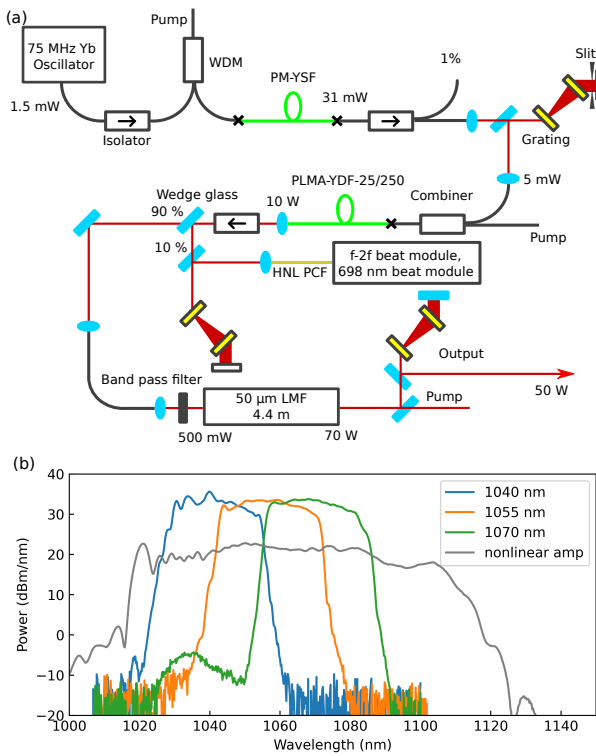 (a)
Pump
75 MHz Yb
Oscillator
WDM
1%
Slit
PM-YSF
1.5 mW
31 mW
Isolator
Grating
PLMA-YDF-25/250
5 mW
Wedge glass
Combiner
90 %
10 W
Pump
10 %
f-2f beat module,
698 nm beat module
HNL PCF
Output
Band pass filter
50 µm LMF
4.4 m
Pump
50 W
500 mW
70 W
(b)
40
30
20
10
0
−10
−20
Power (dBm/nm)
1040 nm
1055 nm
1070 nm
nonlinear amp
1000
1020
1040
1060
1080
1100
1120
1140
Wavelength (nm)